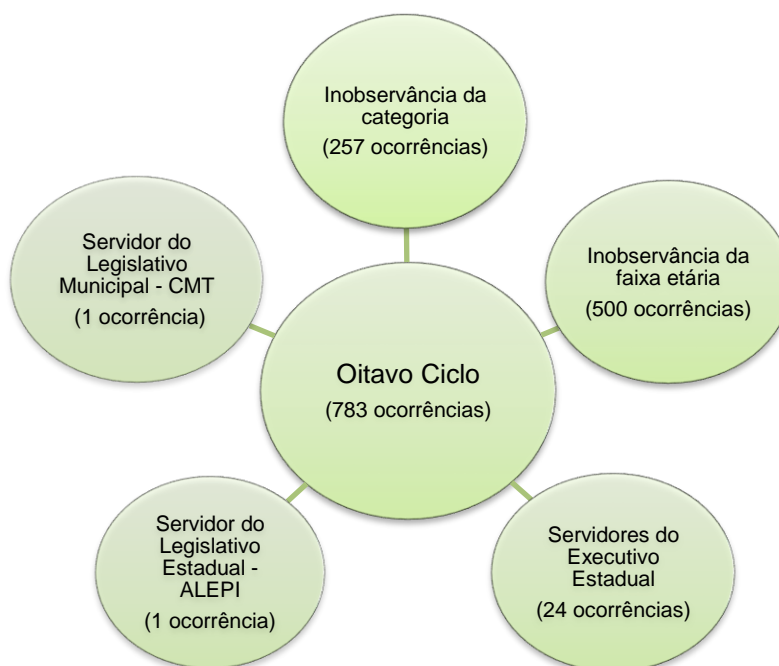 Inobservância da
categoria
(257 ocorrências)
Inobservância da
faixa etária
(500 ocorrências)
Servidores do
Executivo
Estadual
(24 ocorrências)
Servidor do
Legislativo
Estadual -
ALEPI
(1 ocorrência)
Servidor do
Legislativo
Municipal - CMT
(1 ocorrência)
Oitavo Ciclo
(783 ocorrências)